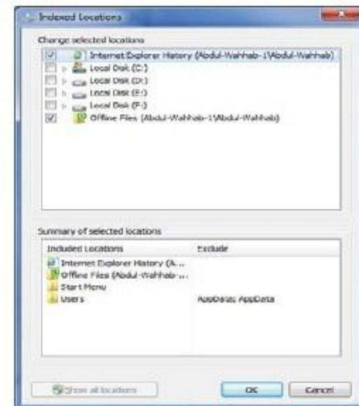 Indexed Locations
Change selected locations
Internet Explorer History (Abdul-Wahhab-1\Abdul-Wahhab)
Local Disk (C:)
Local Disk (D:)
Local Disk (E:)
Local Disk (F:)
Offline Files (Abdul-Wahhab-1\Abdul-Wahhab)
Summary of selected locations
Included Locations Exclude
Internet Explorer History (A...
Offline Files (Abdul-Wahhab-...
Start Menu
Users AppData; AppData
Show all locations OK Cancel